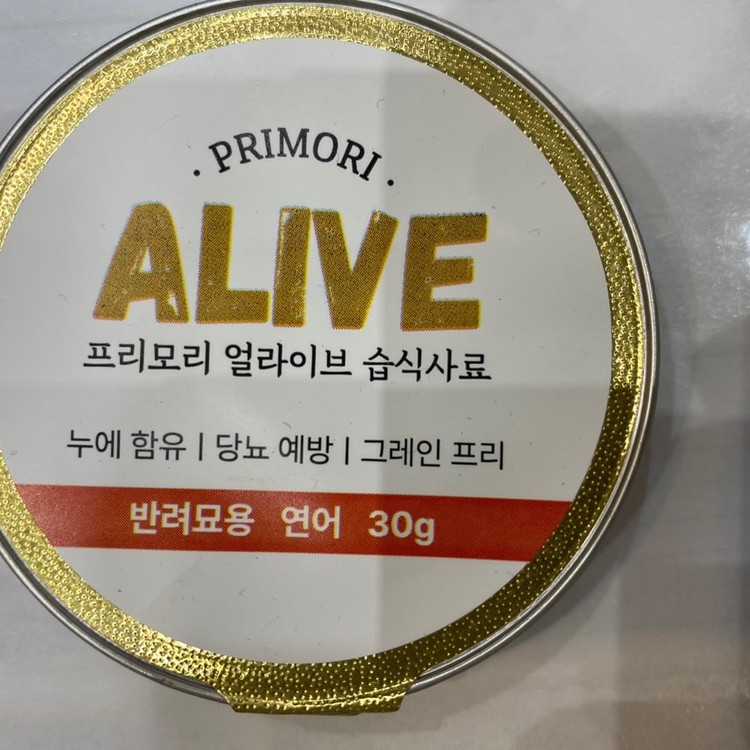 · PRIMORI ·
ALIVE
프리모리 얼라이브 습식사료
누에 함유 | 당뇨 예방 | 그레인 프리
반려묘용 연어 30g